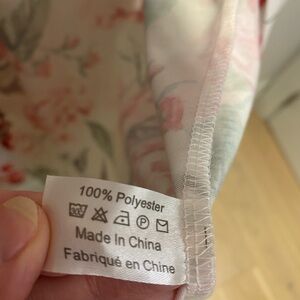 100% Polyester
P
Made in China
Fabriqué en Chine